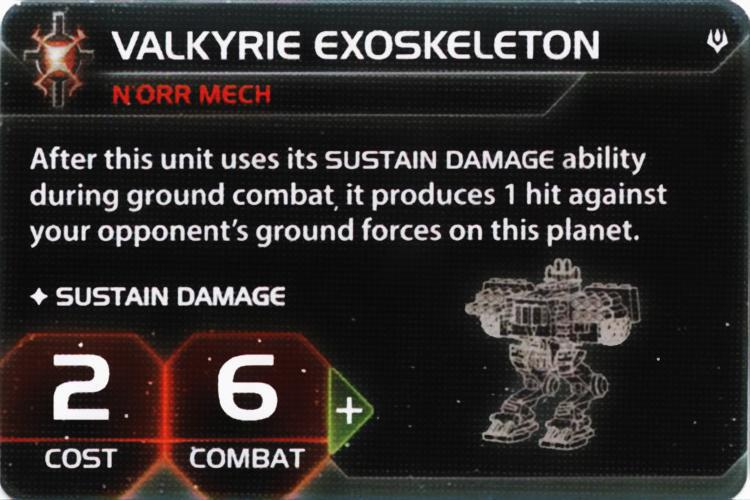 VALKYRIE EXOSKELETON
N'ORR MECH
After this unit uses its SUSTAIN DAMAGE ability
during ground combat, it produces 1 hit against
your opponent's ground forces on this planet.
✦ SUSTAIN DAMAGE
2 6 +
COST COMBAT